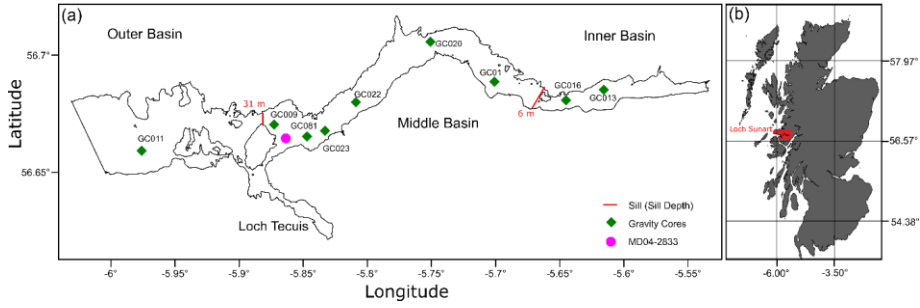 (a)
Outer Basin
Inner Basin
Middle Basin
Loch Tecuis
GC020
GC01
GC016
GC013
GC022
31 m
GC009
GC081
GC023
GC011
6 m
Sill (Sill Depth)
Gravity Cores
MD04-2833
56.7°
56.65°
Latitude
-6°
-5.95°
-5.9°
-5.85°
-5.8°
-5.75°
-5.7°
-5.65°
-5.6°
-5.55°
Longitude
(b)
Loch Sunart
57.97°
56.57°
54.38°
-6.00°
-3.50°